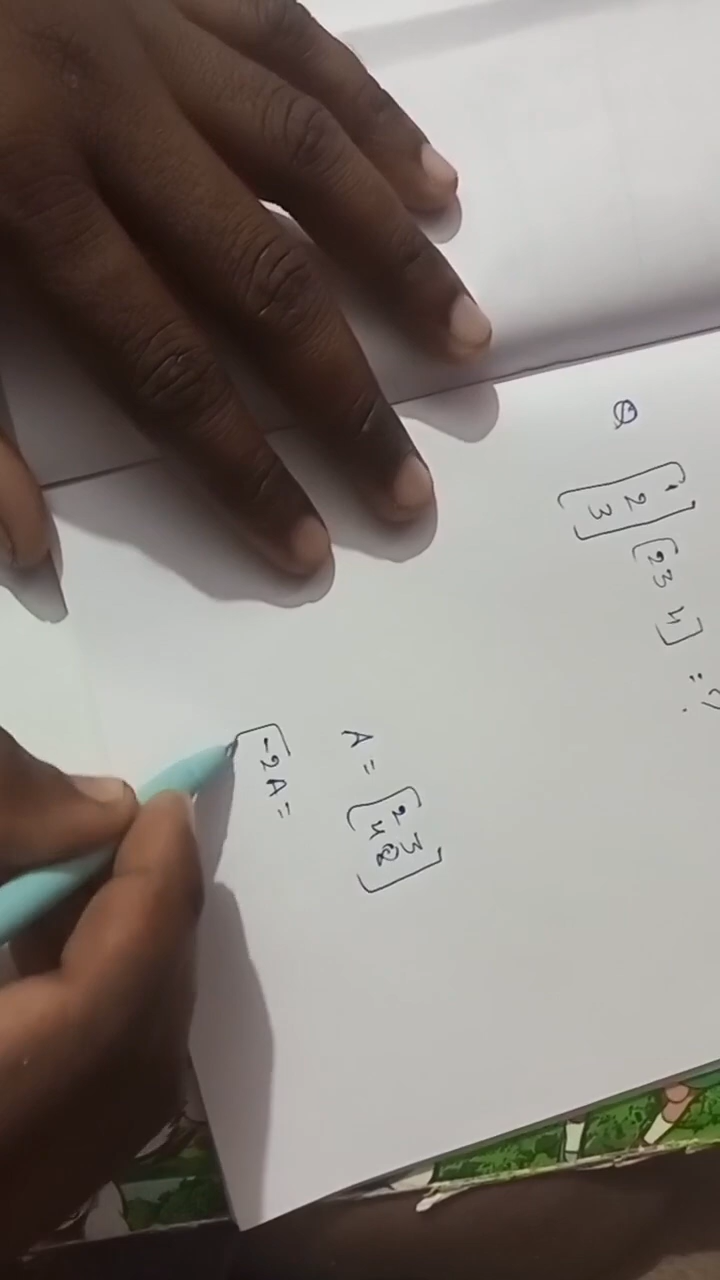 Q [1 2 3] [2 3 4] = ?
A = [2 3
4 2]
[-2A =